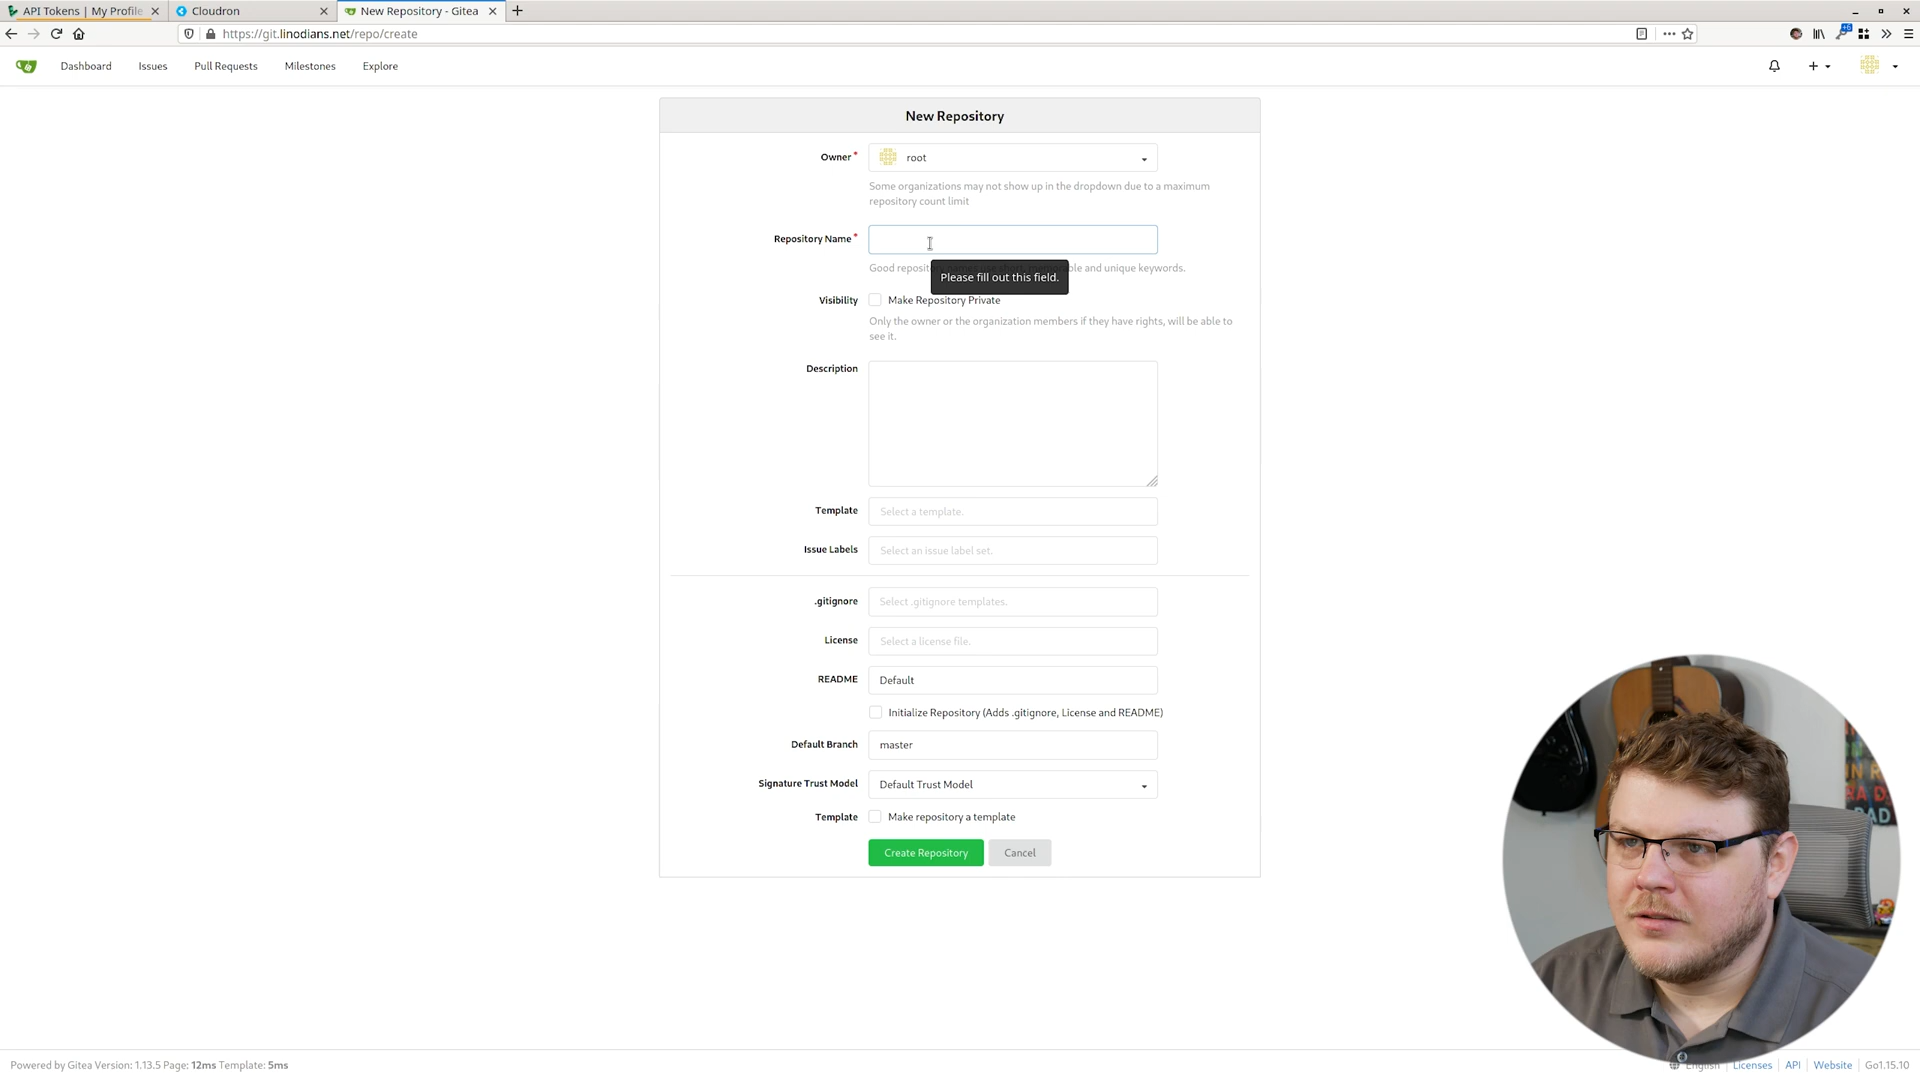 API Tokens | My Profile
Cloudron
New Repository - Gitea
https://git.linodians.net/repo/create
Dashboard
Issues
Pull Requests
Milestones
Explore
New Repository
Owner *
root
Some organizations may not show up in the dropdown due to a maximum
repository count limit
Repository Name *
Good reposit
able and unique keywords.
Please fill out this field.
Visibility
Make Repository Private
Only the owner or the organization members if they have rights, will be able to
see it.
Description
Template
Select a template.
Issue Labels
Select an issue label set.
.gitignore
Select .gitignore templates.
License
Select a license file.
README
Default
Initialize Repository (Adds .gitignore, License and README)
Default Branch
master
Signature Trust Model
Default Trust Model
Template
Make repository a template
Create Repository
Cancel
Powered by Gitea Version: 1.13.5 Page: 12ms Template: 5ms
English
Licenses
API
Website
Go1.15.10